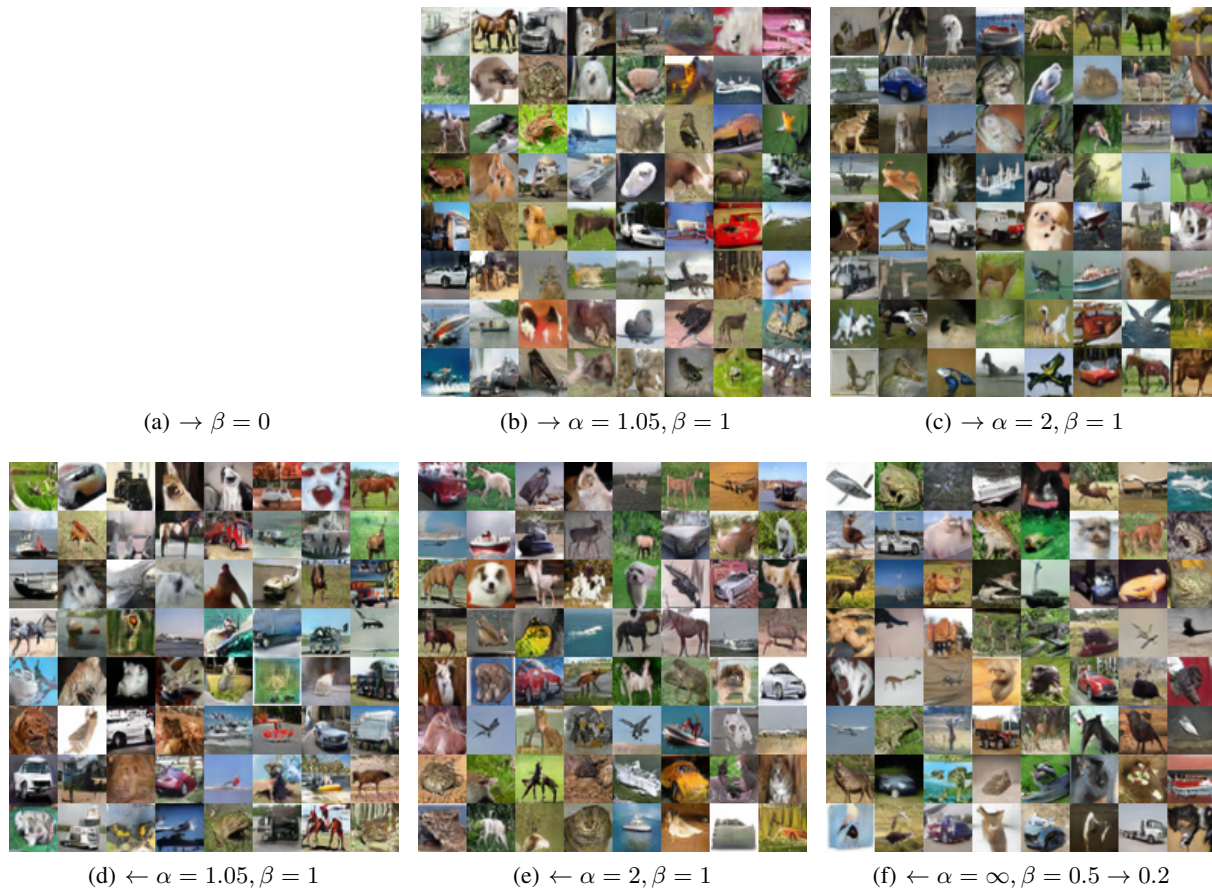 (a) → β = 0
(b) → α = 1.05, β = 1
(c) → α = 2, β = 1
(d) ← α = 1.05, β = 1
(e) ← α = 2, β = 1
(f) ← α = ∞, β = 0.5 → 0.2